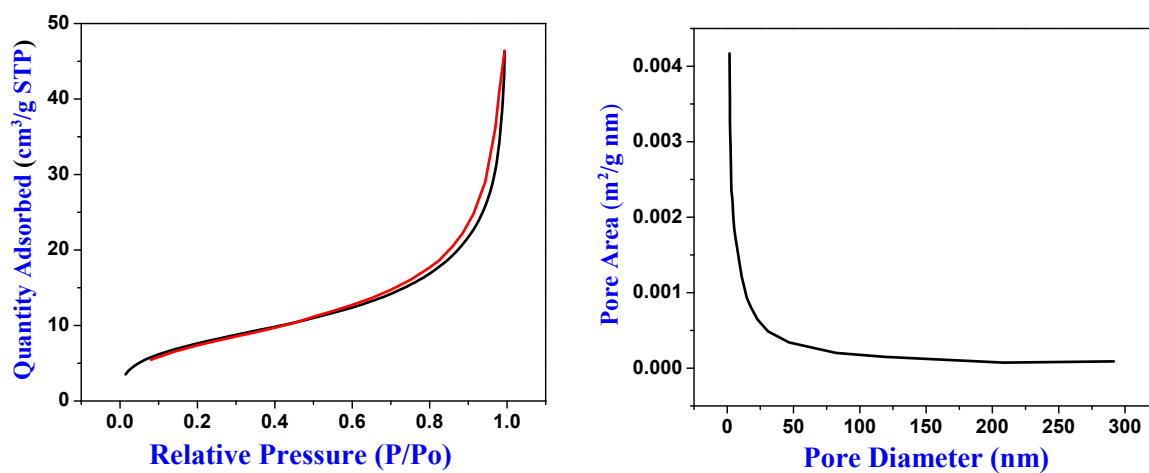 Quantity Adsorbed (cm³/g STP)
50
40
30
20
10
0
0.0 0.2 0.4 0.6 0.8 1.0
Relative Pressure (P/Po)
Pore Area (m²/g nm)
0.004
0.003
0.002
0.001
0.000
0 50 100 150 200 250 300
Pore Diameter (nm)